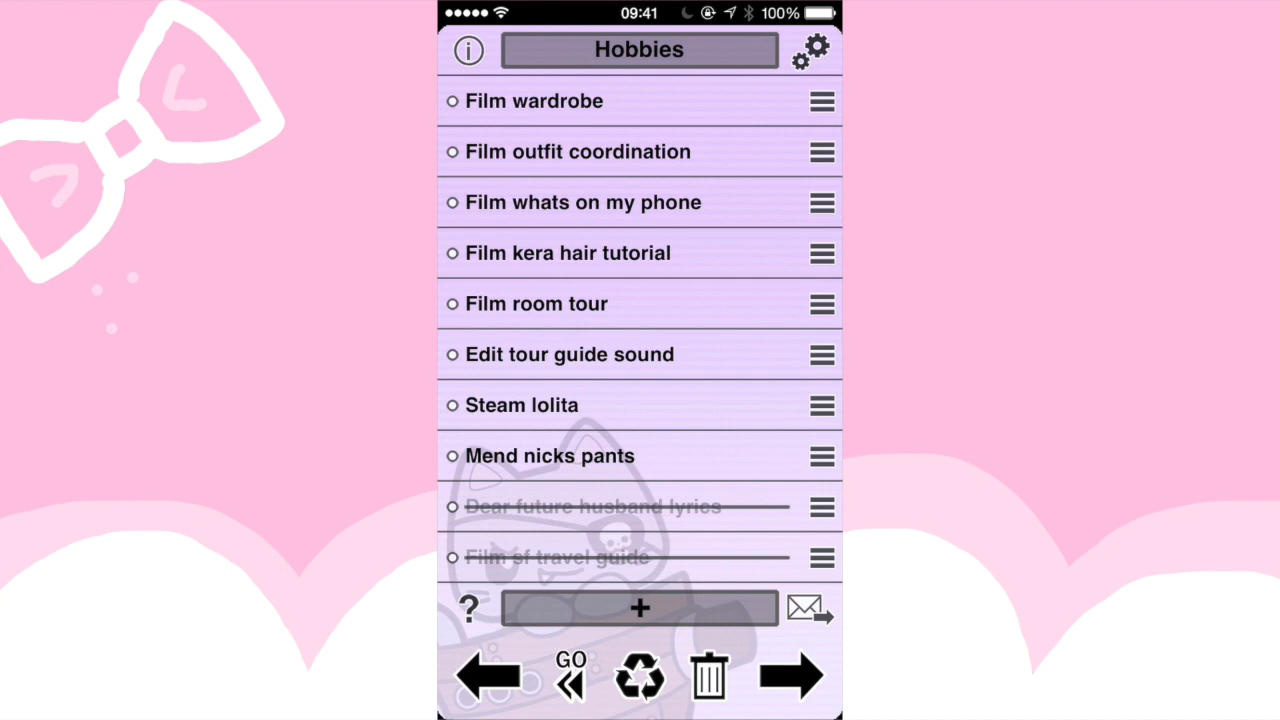 09:41 100%
Hobbies
Film wardrobe
Film outfit coordination
Film whats on my phone
Film kera hair tutorial
Film room tour
Edit tour guide sound
Steam lolita
Mend nicks pants
Dear future husband lyrics
Film sf travel guide
? +
GO